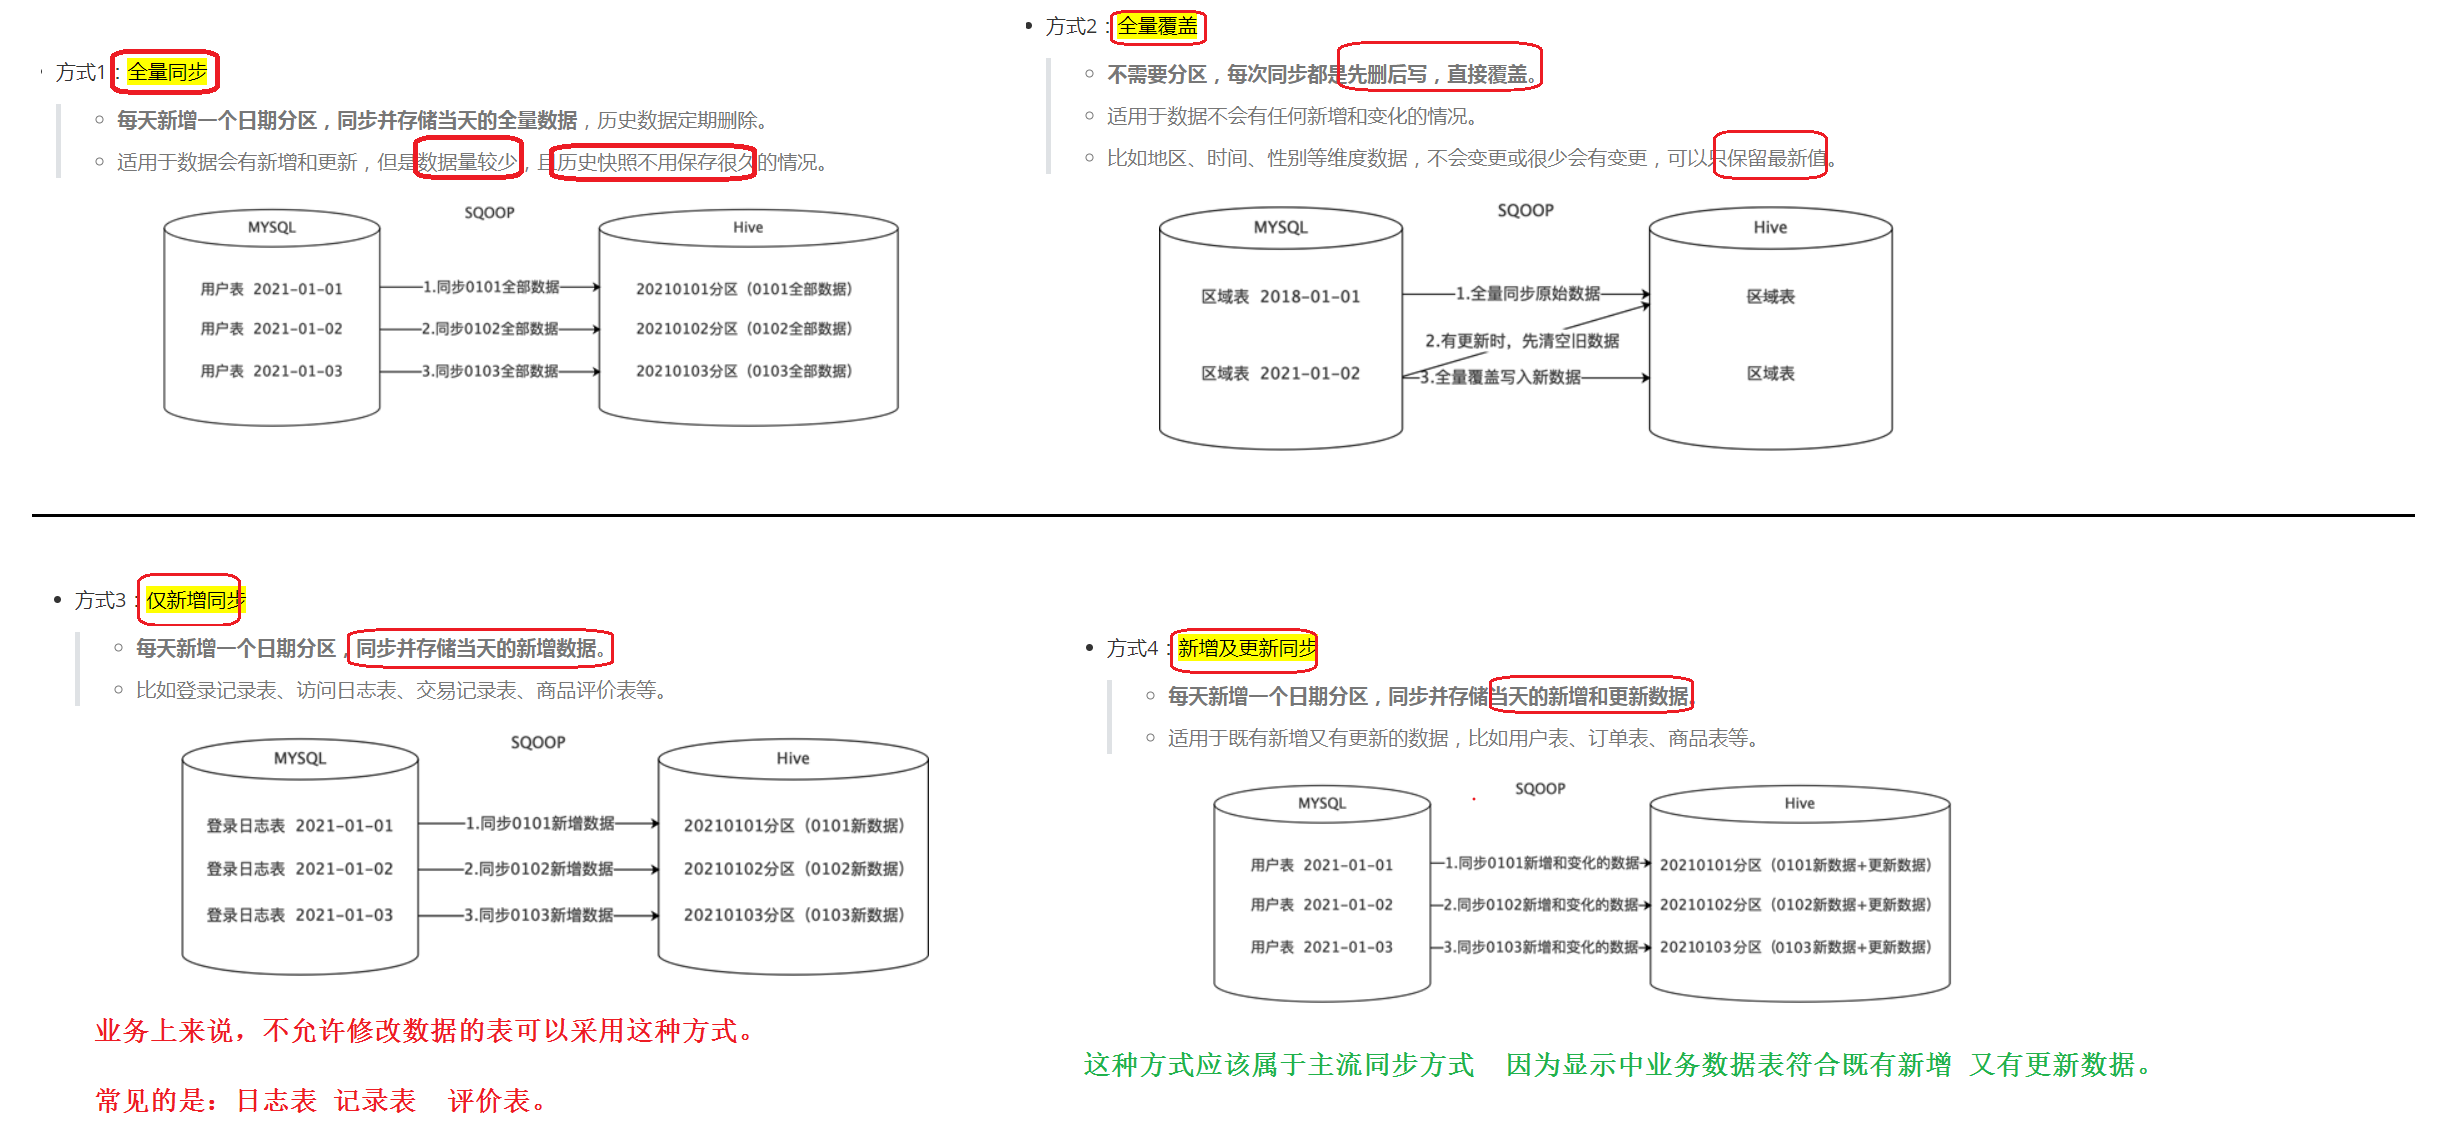 方式1：全量同步
每天新增一个日期分区，同步并存储当天的全量数据，历史数据定期删除。
适用于数据会有新增和更新，但是数据量较少，且历史快照不用保存很久的情况。
SQOOP
MYSQL
Hive
用户表 2021-01-01
1.同步0101全部数据
20210101分区（0101全部数据）
用户表 2021-01-02
2.同步0102全部数据
20210102分区（0102全部数据）
用户表 2021-01-03
3.同步0103全部数据
20210103分区（0103全部数据）
方式2：全量覆盖
不需要分区，每次同步都是先删后写，直接覆盖。
适用于数据不会有任何新增和变化的情况。
比如地区、时间、性别等维度数据，不会变更或很少会有变更，可以只保留最新值。
SQOOP
MYSQL
Hive
区域表 2018-01-01
1.全量同步原始数据
区域表
2.有更新时，先清空旧数据
区域表 2021-01-02
3.全量覆盖写入新数据
区域表
方式3：仅新增同步
每天新增一个日期分区，同步并存储当天的新增数据。
比如登录记录表、访问日志表、交易记录表、商品评价表等。
SQOOP
MYSQL
Hive
登录日志表 2021-01-01
1.同步0101新增数据
20210101分区（0101新数据）
登录日志表 2021-01-02
2.同步0102新增数据
20210102分区（0102新数据）
登录日志表 2021-01-03
3.同步0103新增数据
20210103分区（0103新数据）
业务上来说，不允许修改数据的表可以采用这种方式。
常见的是：日志表 记录表 评价表。
方式4：新增及更新同步
每天新增一个日期分区，同步并存储当天的新增和更新数据。
适用于既有新增又有更新的数据，比如用户表、订单表、商品表等。
SQOOP
MYSQL
Hive
用户表 2021-01-01
1.同步0101新增和变化的数据
20210101分区（0101新数据+更新数据）
用户表 2021-01-02
2.同步0102新增和变化的数据
20210102分区（0102新数据+更新数据）
用户表 2021-01-03
3.同步0103新增和变化的数据
20210103分区（0103新数据+更新数据）
这种方式应该属于主流同步方式 因为显示中业务数据表符合既有新增 又有更新数据。